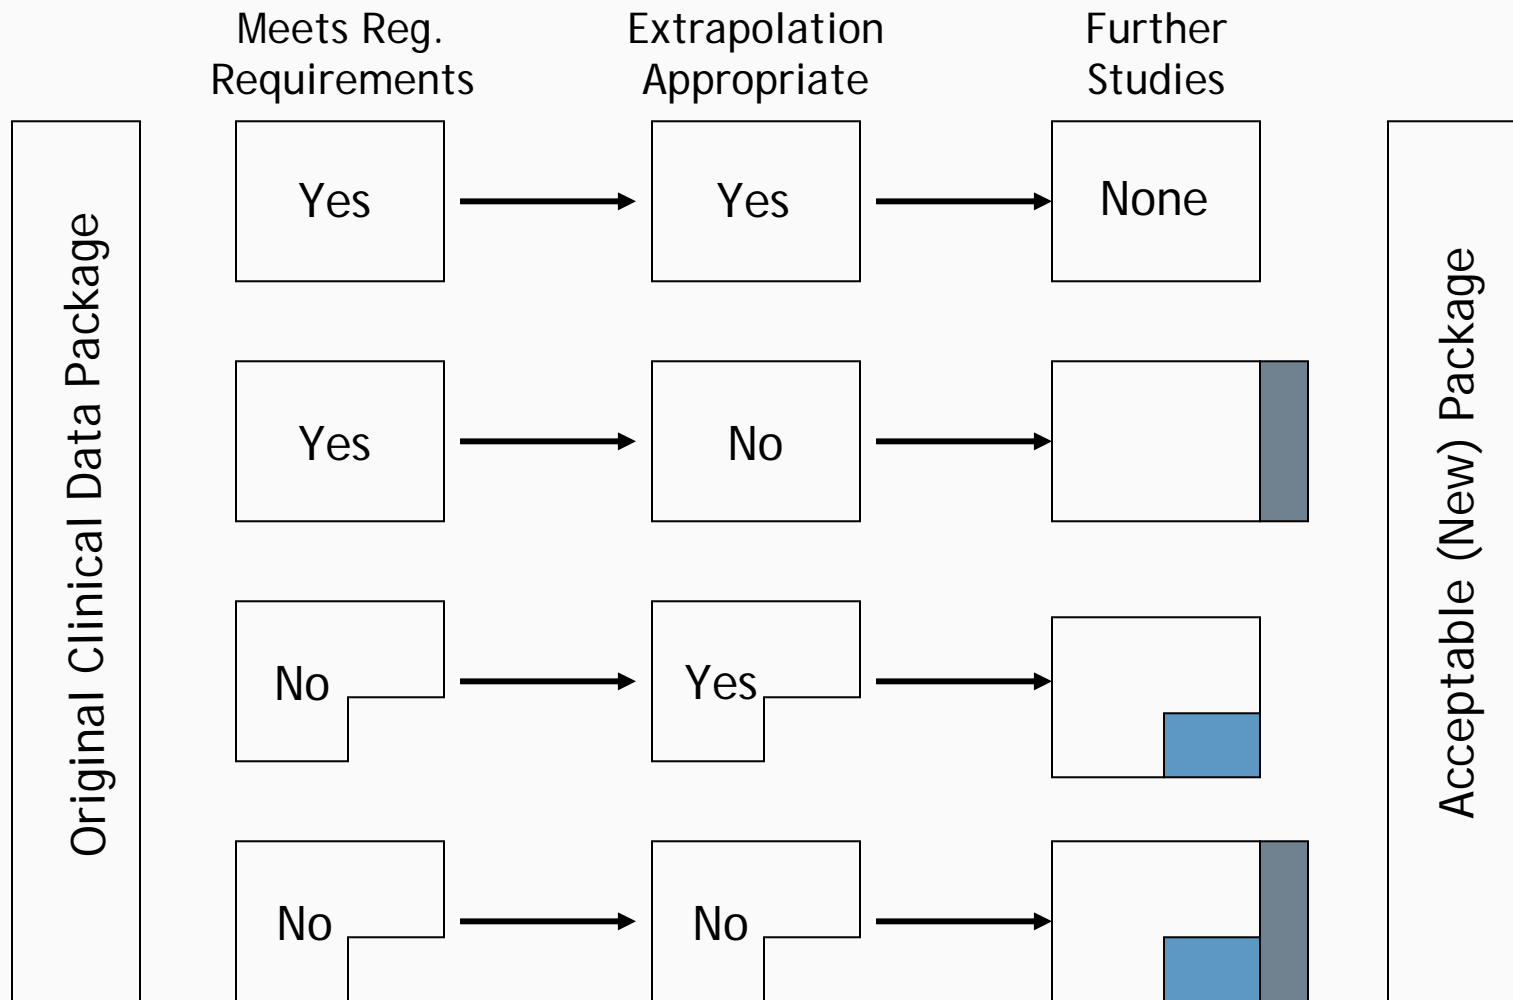 Meets Reg.
Requirements
Extrapolation
Appropriate
Further
Studies
Original Clinical Data Package
Yes
Yes
None
Yes
No
No
Yes
No
No
Acceptable (New) Package